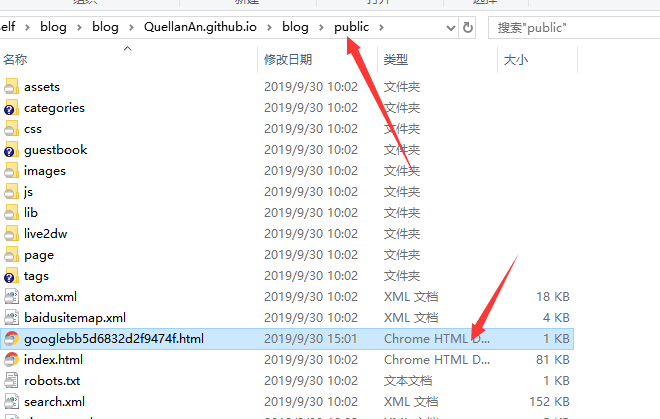 elf › blog › blog › QuellanAn.github.io › blog › public › 搜索"public"
名称 修改日期 类型 大小
assets 2019/9/30 10:02 文件夹
categories 2019/9/30 10:02 文件夹
css 2019/9/30 10:02 文件夹
guestbook 2019/9/30 10:02 文件夹
images 2019/9/30 10:02 文件夹
js 2019/9/30 10:02 文件夹
lib 2019/9/30 10:02 文件夹
live2dw 2019/9/30 10:02 文件夹
page 2019/9/30 10:02 文件夹
tags 2019/9/30 10:02 文件夹
atom.xml 2019/9/30 10:02 XML 文档 18 KB
baidusitemap.xml 2019/9/30 10:02 XML 文档 2 KB
googlebb5d6832d2f9474f.html 2019/9/30 15:01 Chrome HTML D... 1 KB
index.html 2019/9/30 10:02 Chrome HTML D... 81 KB
robots.txt 2019/9/30 10:02 文本文档 1 KB
search.xml 2019/9/30 10:02 XML 文档 152 KB